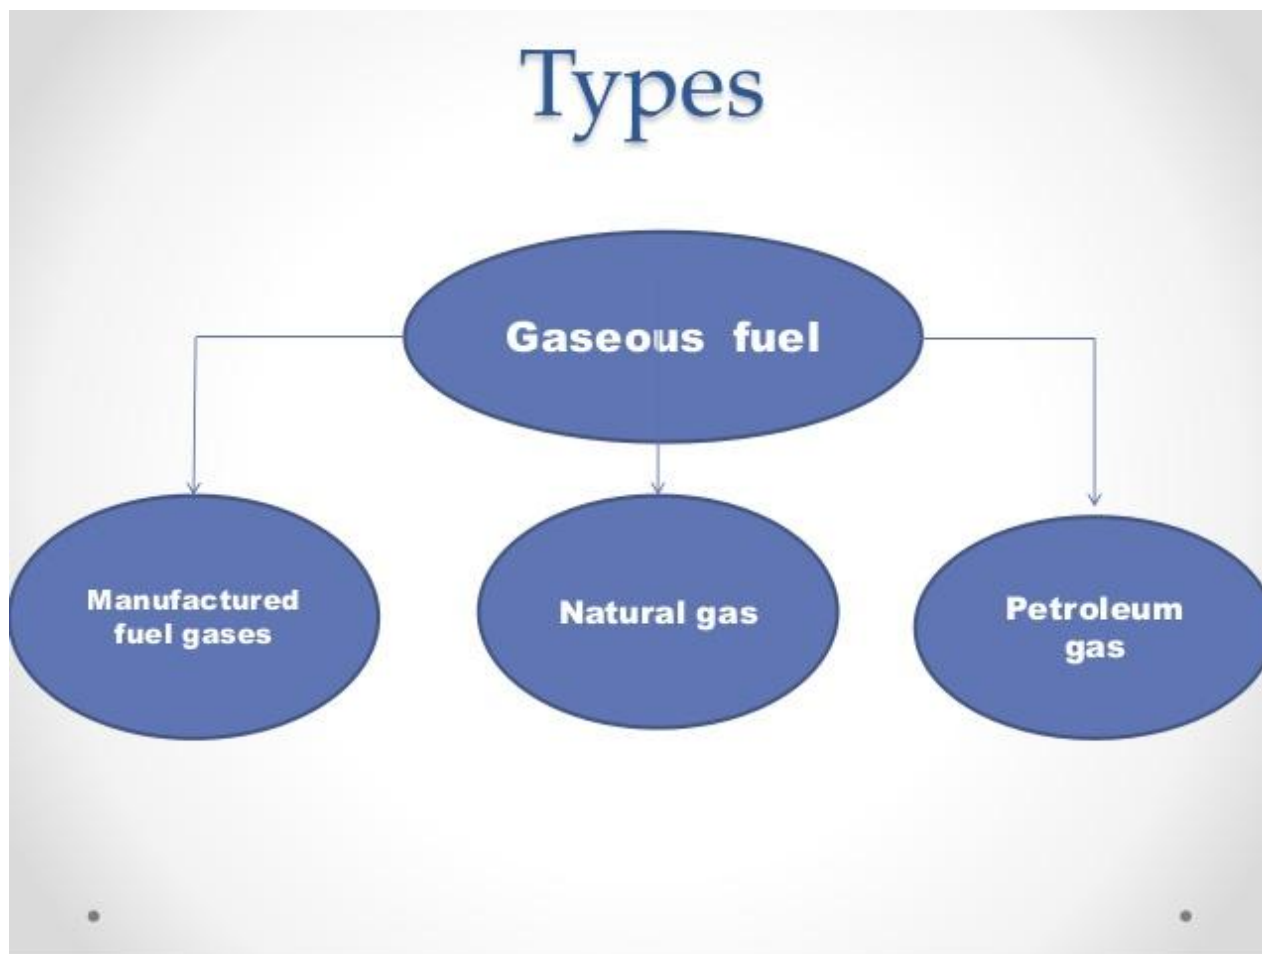 Types
Gaseous fuel
Manufactured
fuel gases
Natural gas
Petroleum
gas